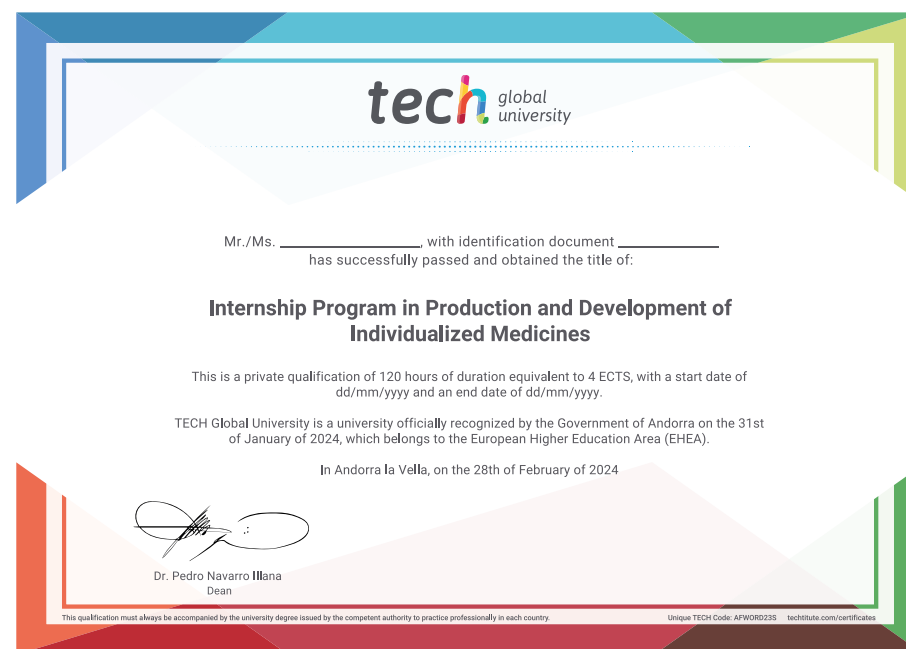 tech global university
Mr./Ms. ____________________, with identification document ______________
has successfully passed and obtained the title of:
Internship Program in Production and Development of
Individualized Medicines
This is a private qualification of 120 hours of duration equivalent to 4 ECTS, with a start date of
dd/mm/yyyy and an end date of dd/mm/yyyy.
TECH Global University is a university officially recognized by the Government of Andorra on the 31st
of January of 2024, which belongs to the European Higher Education Area (EHEA).
In Andorra la Vella, on the 28th of February of 2024
Dr. Pedro Navarro Illana
Dean
This qualification must always be accompanied by the university degree issued by the competent authority to practice professionally in each country.
Unique TECH Code: AFWORD23S techtitute.com/certificates